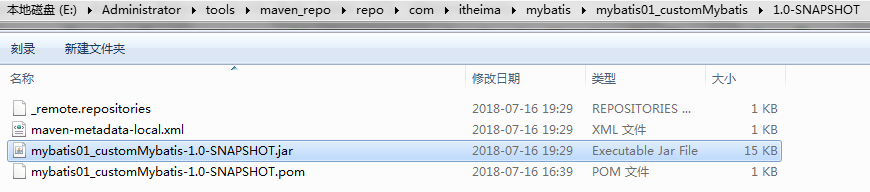 本地磁盘 (E:) ▸ Administrator ▸ tools ▸ maven_repo ▸ repo ▸ com ▸ itheima ▸ mybatis ▸ mybatis01_customMybatis ▸ 1.0-SNAPSHOT
刻录 新建文件夹
名称 修改日期 类型 大小
_remote.repositories 2018-07-16 19:29 REPOSITORIES ... 1 KB
maven-metadata-local.xml 2018-07-16 19:29 XML 文件 1 KB
mybatis01_customMybatis-1.0-SNAPSHOT.jar 2018-07-16 19:29 Executable Jar File 15 KB
mybatis01_customMybatis-1.0-SNAPSHOT.pom 2018-07-16 16:39 POM 文件 1 KB